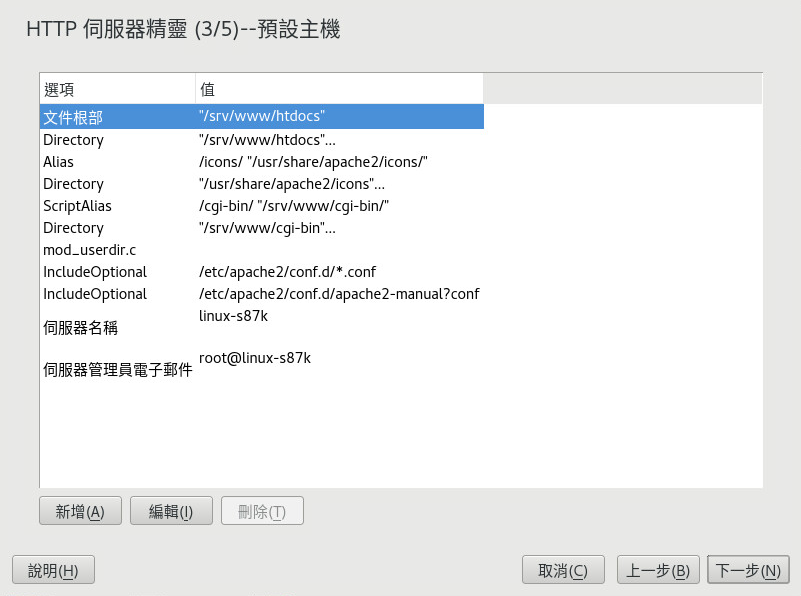 HTTP 伺服器精靈 (3/5)--預設主機
選項 值
文件根部 "/srv/www/htdocs"
Directory "/srv/www/htdocs"...
Alias /icons/ "/usr/share/apache2/icons/"
Directory "/usr/share/apache2/icons"...
ScriptAlias /cgi-bin/ "/srv/www/cgi-bin/"
Directory "/srv/www/cgi-bin"...
mod_userdir.c
IncludeOptional /etc/apache2/conf.d/*.conf
IncludeOptional /etc/apache2/conf.d/apache2-manual?conf
伺服器名稱 linux-s87k
伺服器管理員電子郵件 root@linux-s87k
新增(A) 編輯(I) 刪除(T)
說明(H) 取消(C) 上一步(B) 下一步(N)